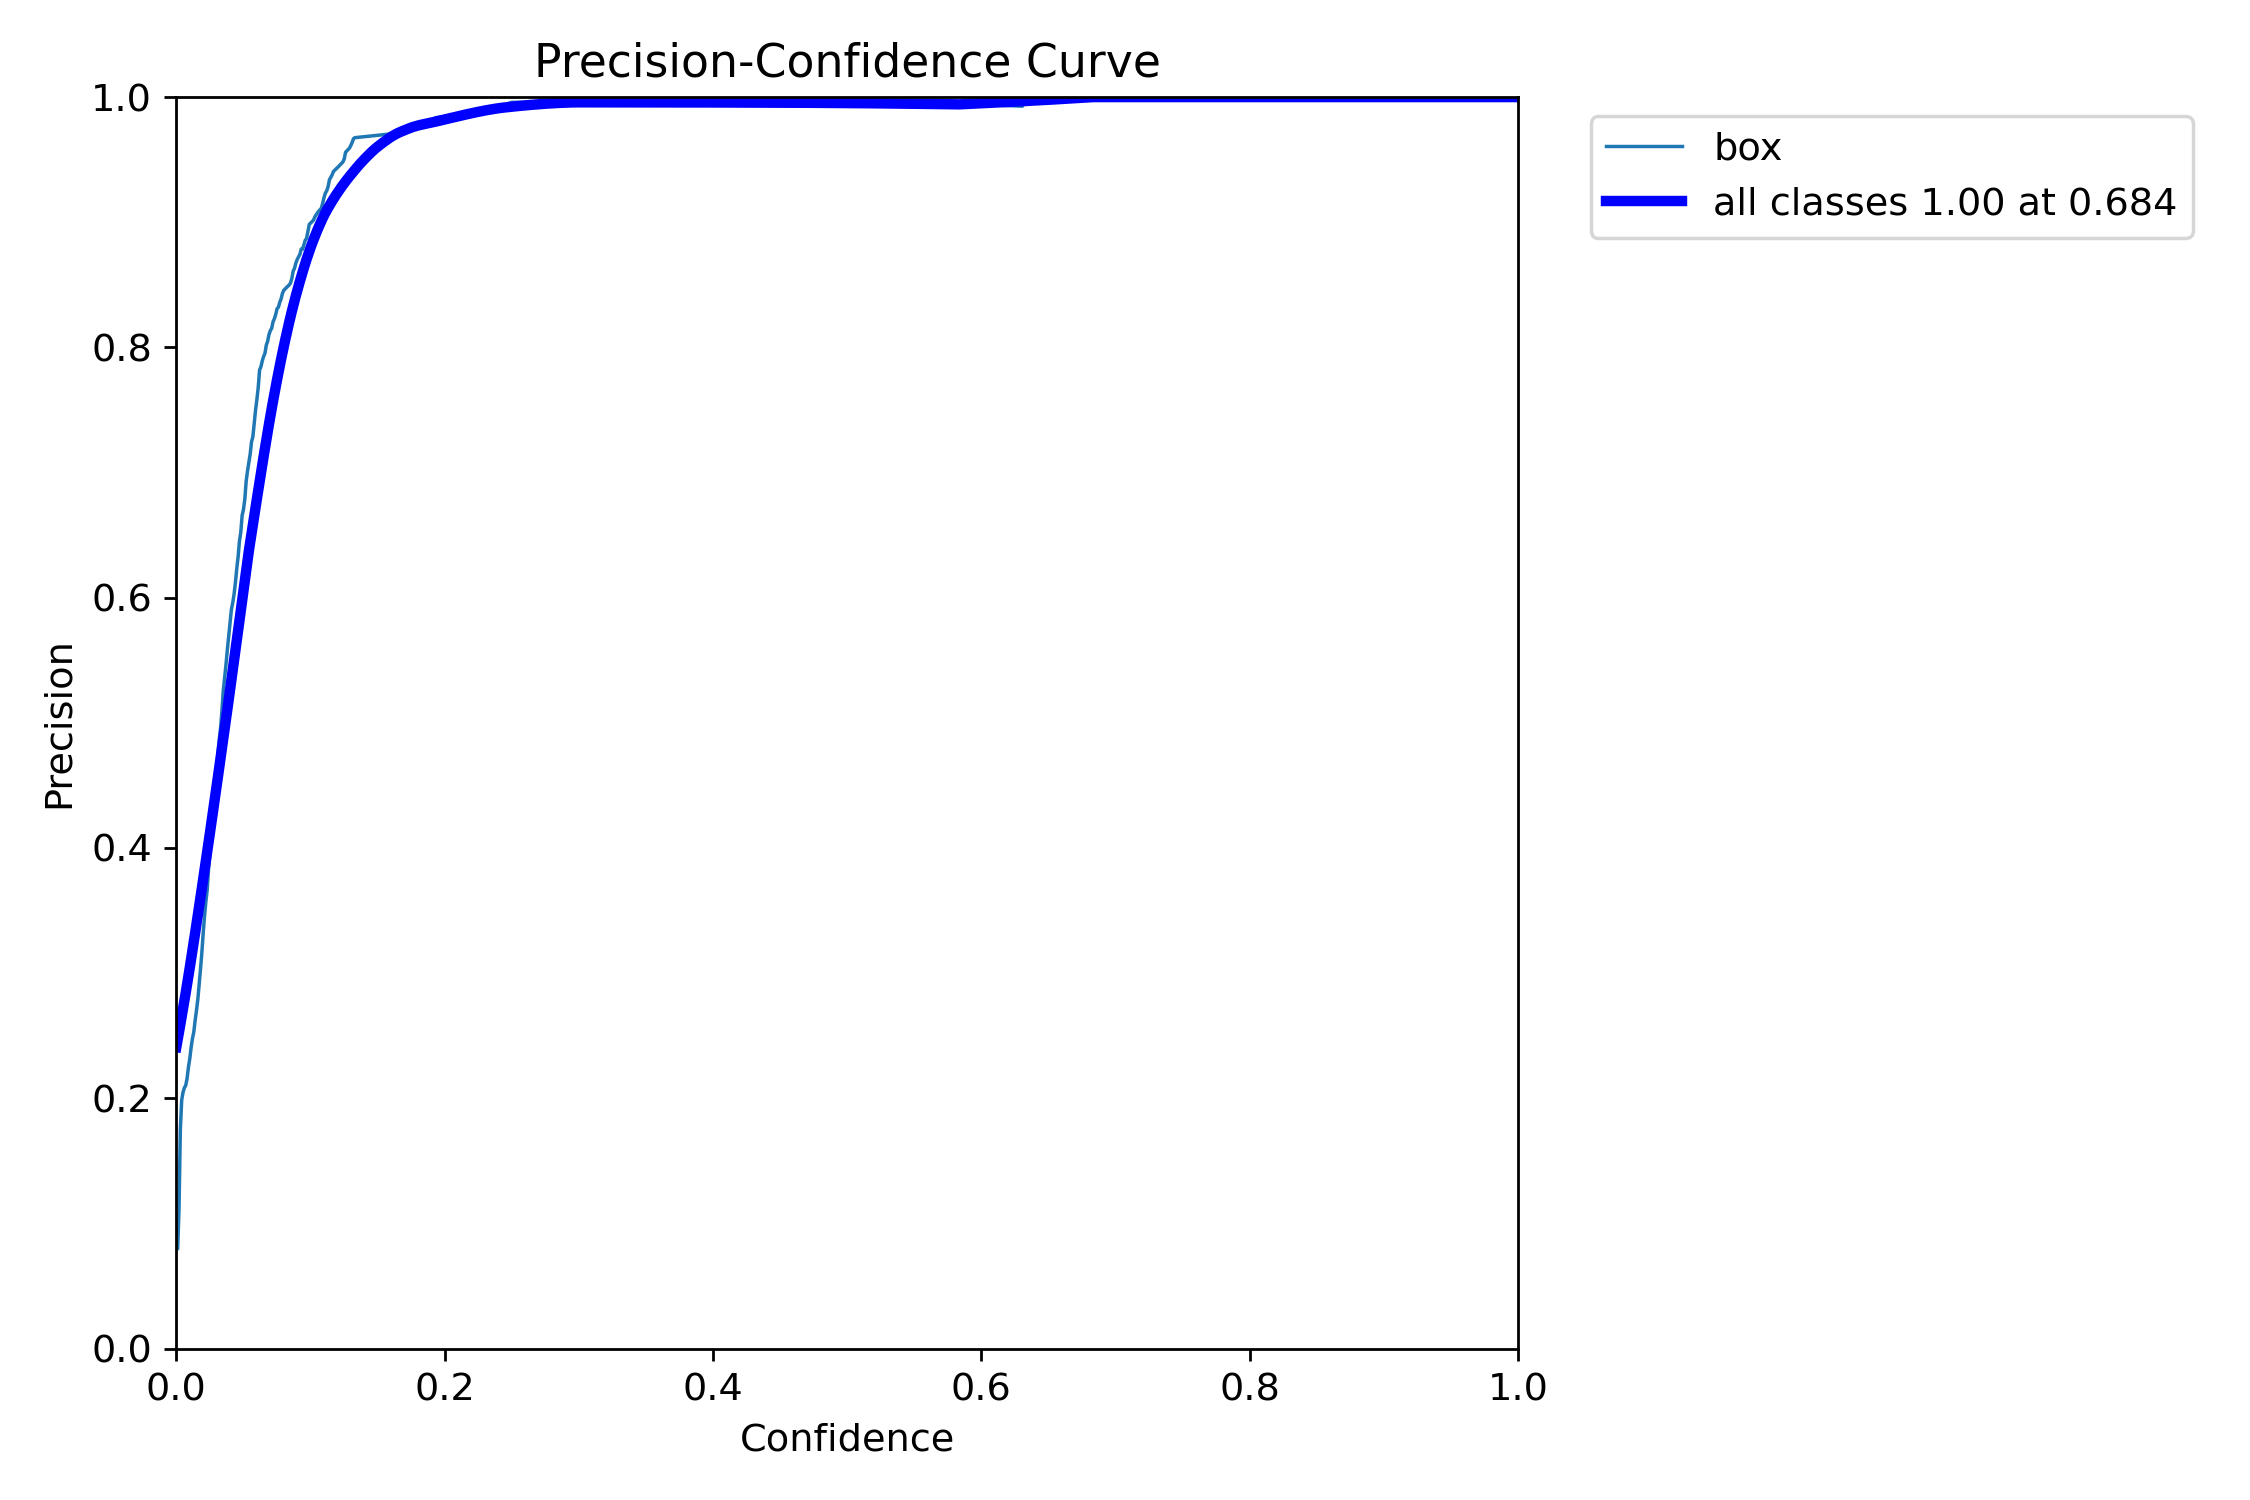 Precision-Confidence Curve
1.0
0.8
0.6
0.4
0.2
0.0
Precision
0.0 0.2 0.4 0.6 0.8 1.0
Confidence
box
all classes 1.00 at 0.684